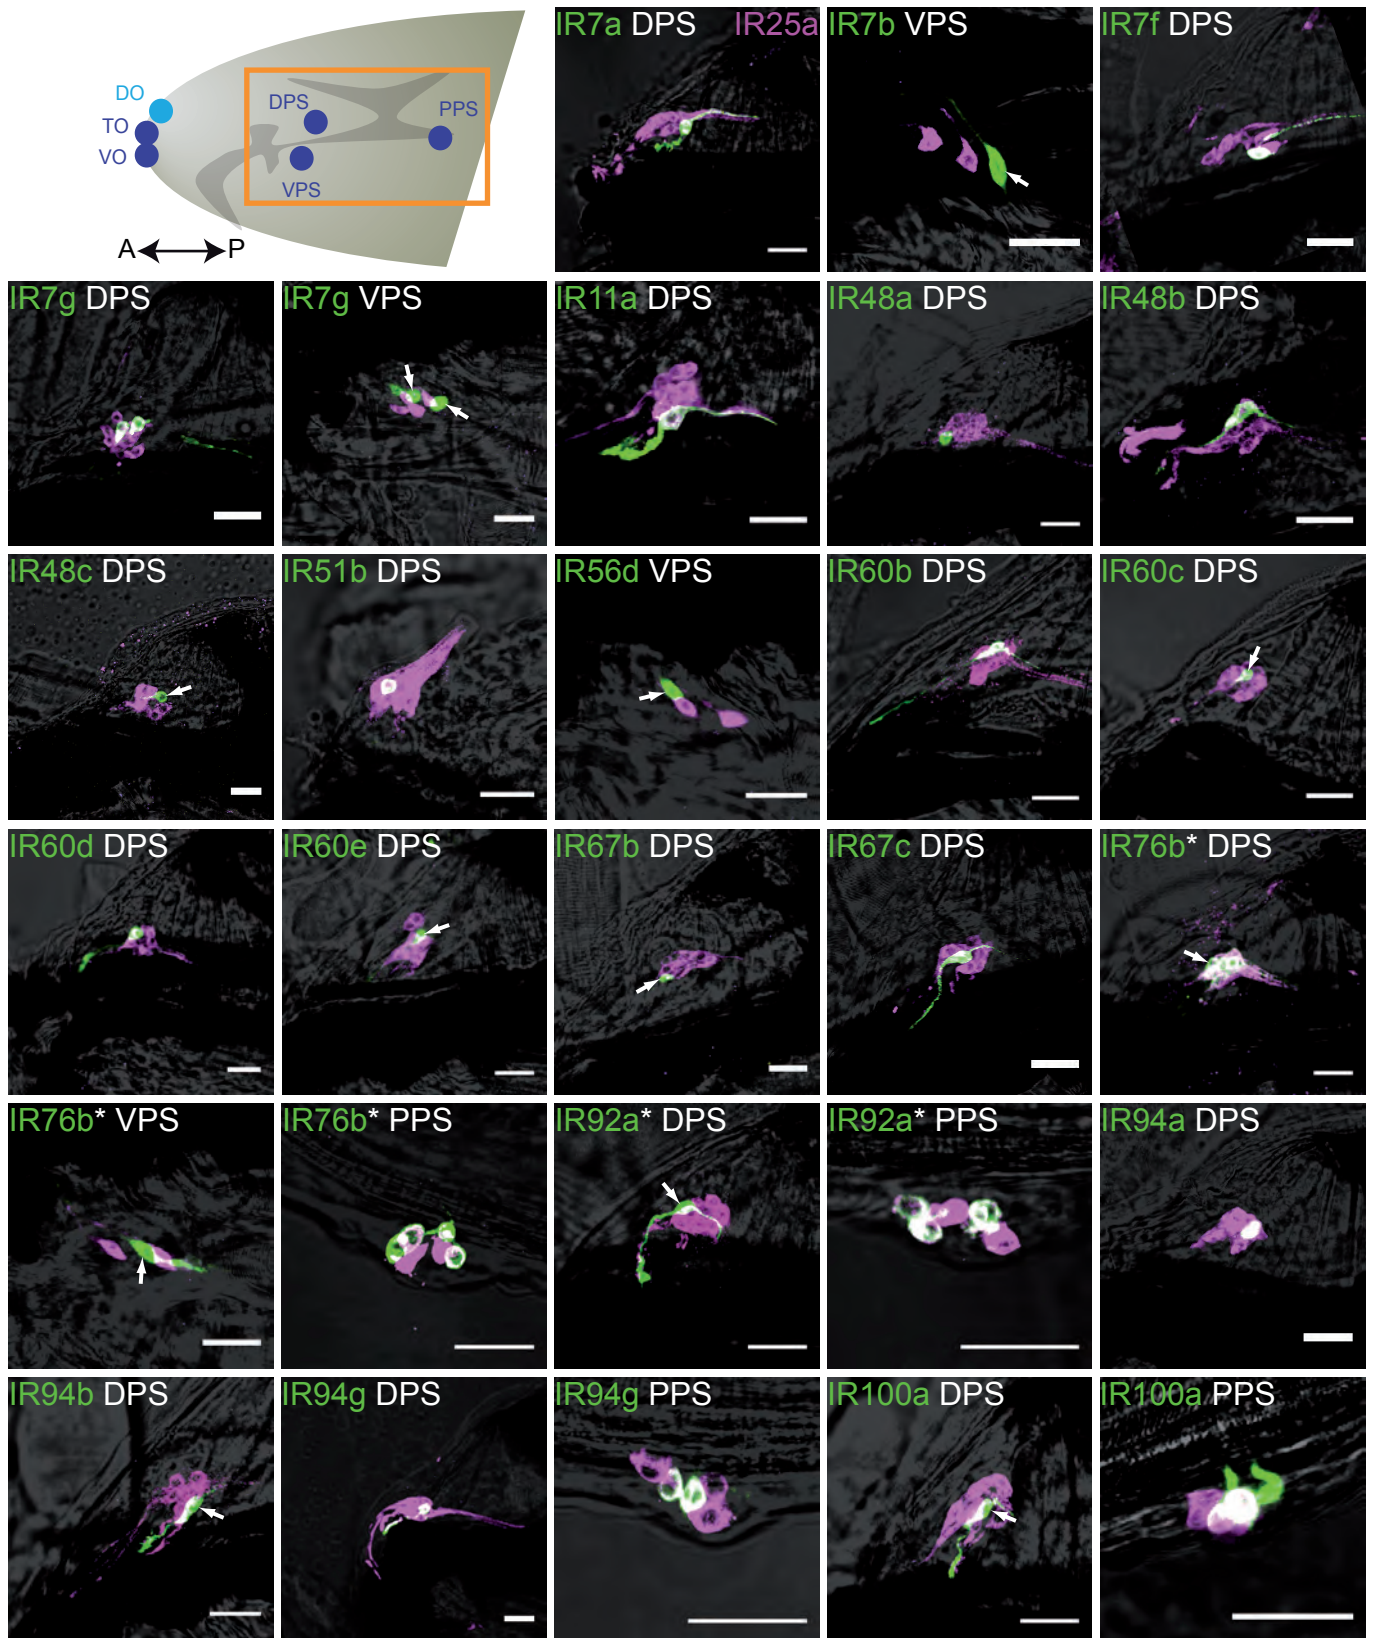 DO
TO
VO
DPS
PPS
VPS
A
P
IR7a DPS IR25a
IR7b VPS
IR7f DPS
IR7g DPS
IR7g VPS
IR11a DPS
IR48a DPS
IR48b DPS
IR48c DPS
IR51b DPS
IR56d VPS
IR60b DPS
IR60c DPS
IR60d DPS
IR60e DPS
IR67b DPS
IR67c DPS
IR76b* DPS
IR76b* VPS
IR76b* PPS
IR92a* DPS
IR92a* PPS
IR94a DPS
IR94b DPS
IR94g DPS
IR94g PPS
IR100a DPS
IR100a PPS